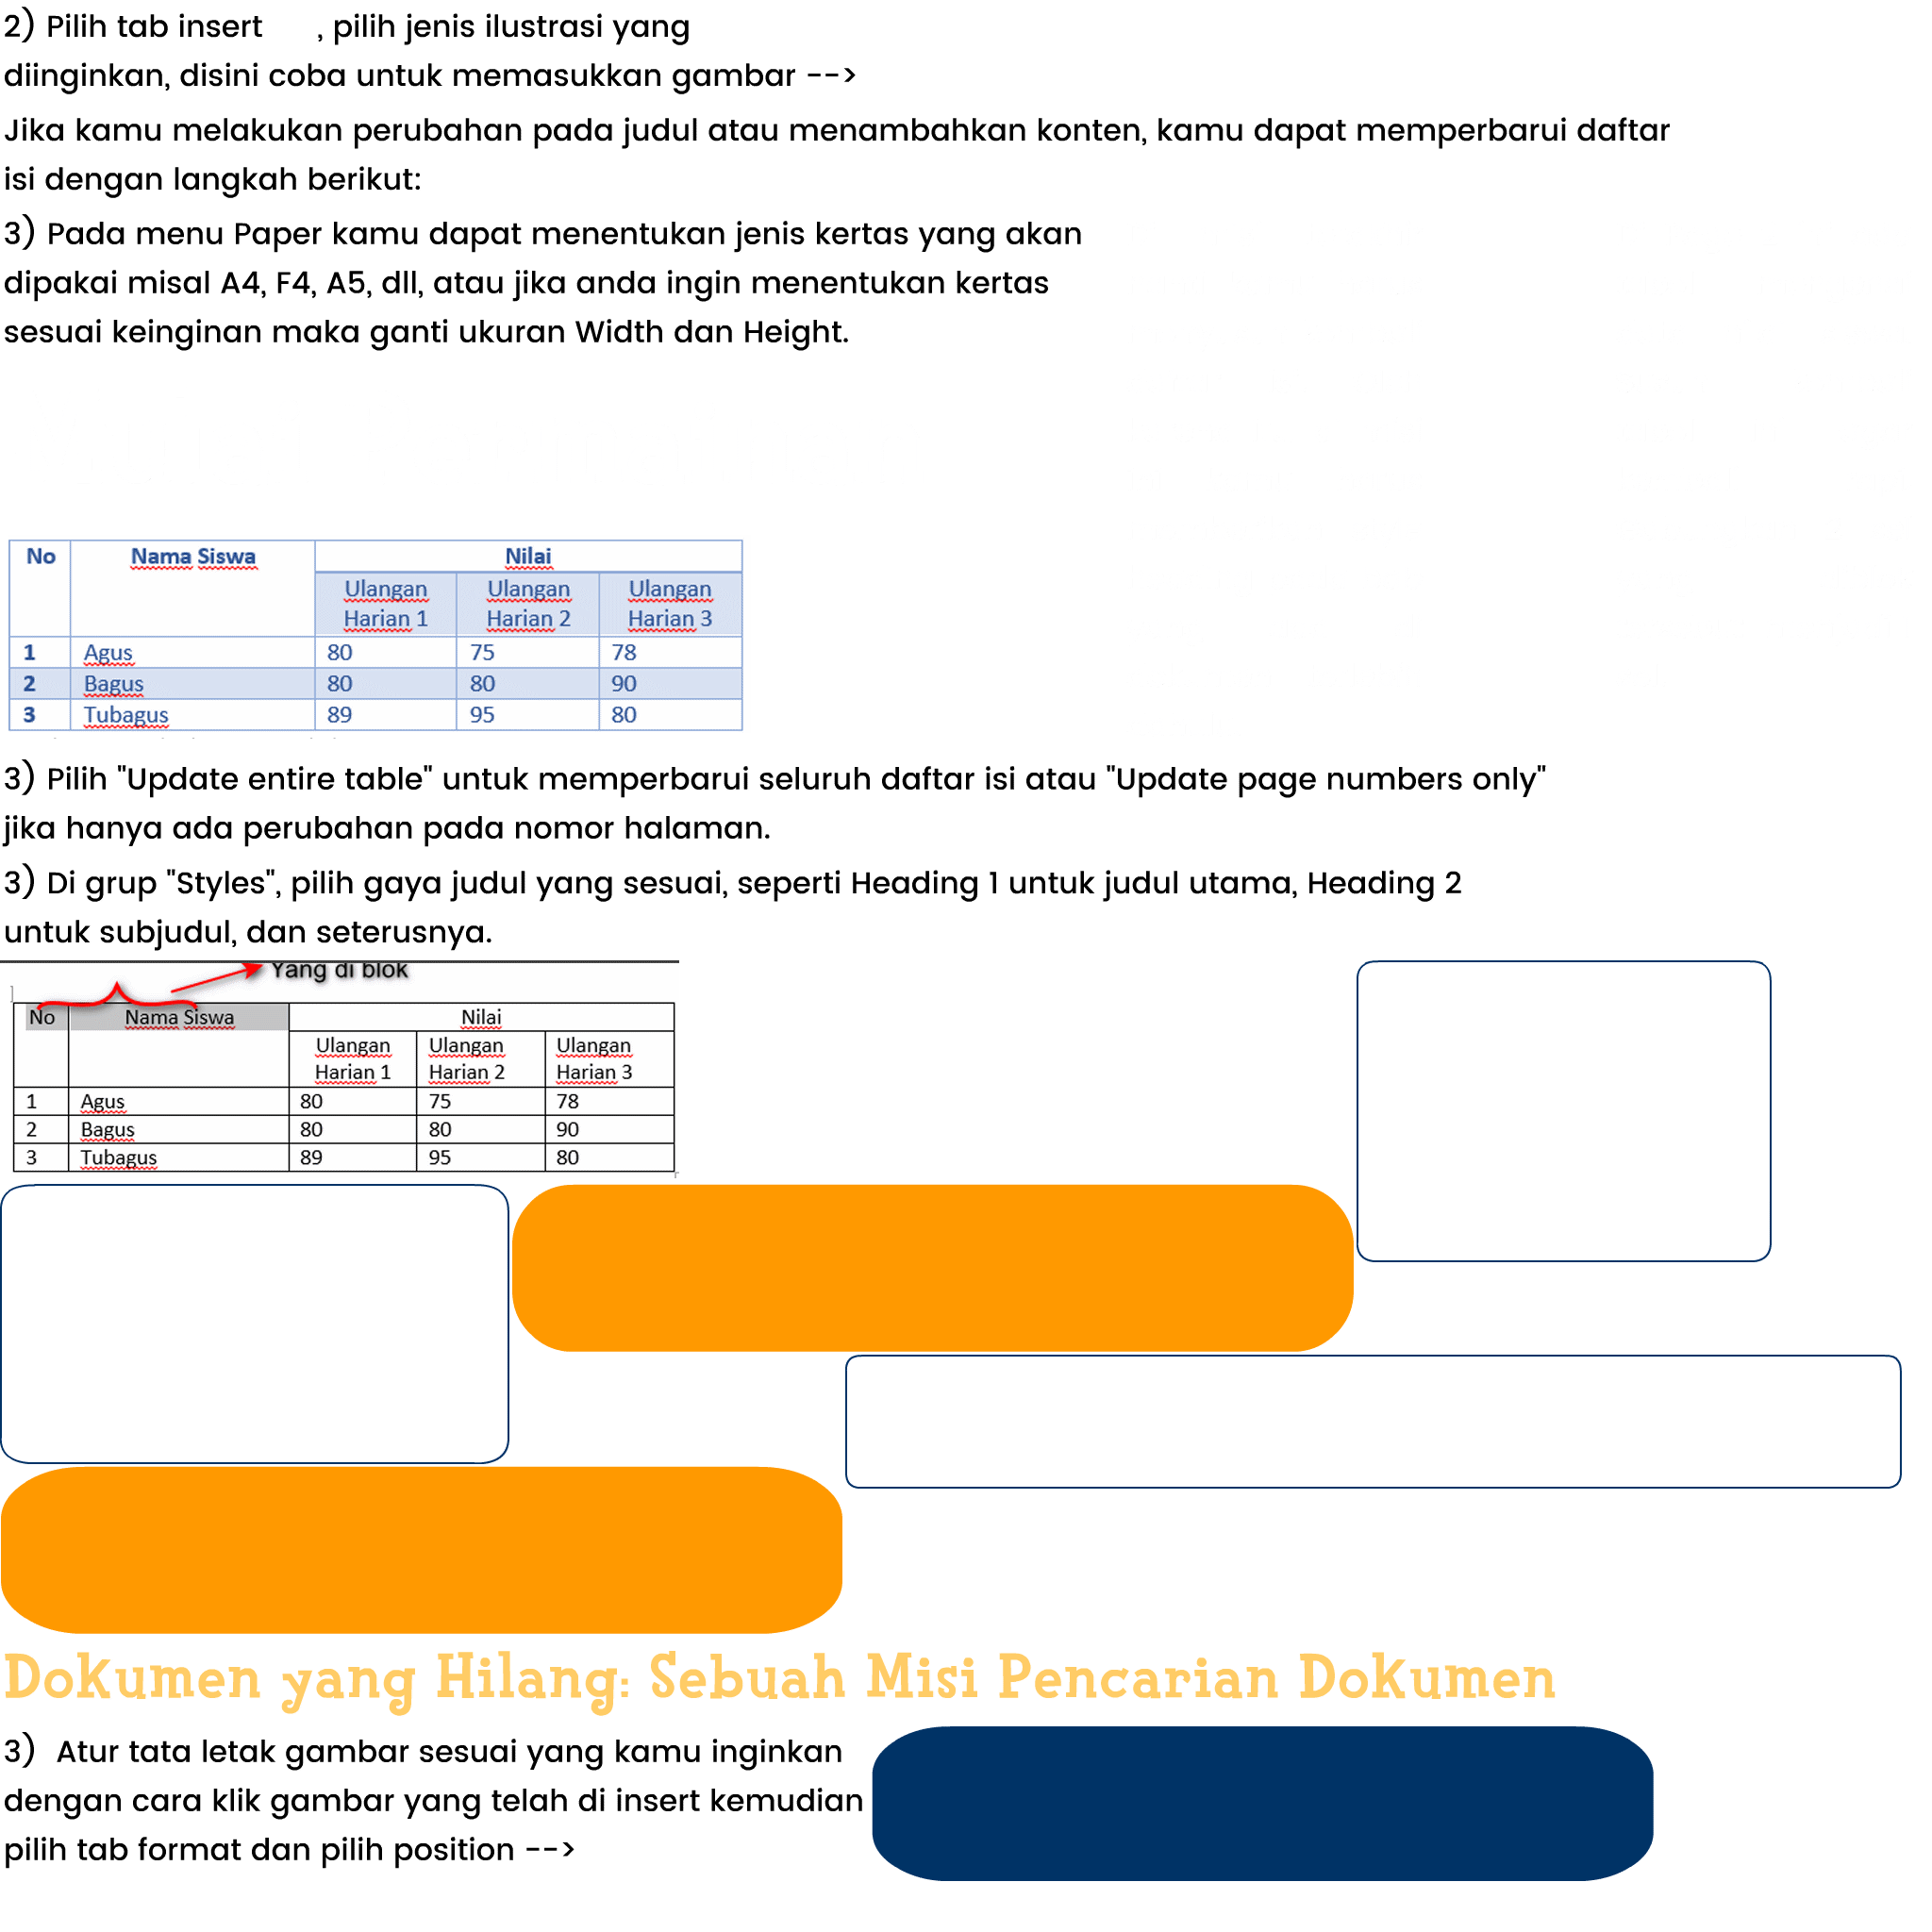 2) Pilih tab insert , pilih jenis ilustrasi yang
diinginkan, disini coba untuk memasukkan gambar -->
Jika kamu melakukan perubahan pada judul atau menambahkan konten, kamu dapat memperbarui daftar
isi dengan langkah berikut:
3) Pada menu Paper kamu dapat menentukan jenis kertas yang akan
dipakai misal A4, F4, A5, dll, atau jika anda ingin menentukan kertas
sesuai keinginan maka ganti ukuran Width dan Height.
No Nama Siswa Nilai
Ulangan Ulangan Ulangan
Harian 1 Harian 2 Harian 3
1 Agus 80 75 78
2 Bagus 80 80 90
3 Tubagus 89 95 80
3) Pilih "Update entire table" untuk memperbarui seluruh daftar isi atau "Update page numbers only"
jika hanya ada perubahan pada nomor halaman.
3) Di grup "Styles", pilih gaya judul yang sesuai, seperti Heading 1 untuk judul utama, Heading 2
untuk subjudul, dan seterusnya.
Yang di blok
No Nama Siswa Nilai
Ulangan Ulangan Ulangan
Harian 1 Harian 2 Harian 3
1 Agus 80 75 78
2 Bagus 80 80 90
3 Tubagus 89 95 80
Dokumen yang Hilang: Sebuah Misi Pencarian Dokumen
3) Atur tata letak gambar sesuai yang kamu inginkan
dengan cara klik gambar yang telah di insert kemudian
pilih tab format dan pilih position -->